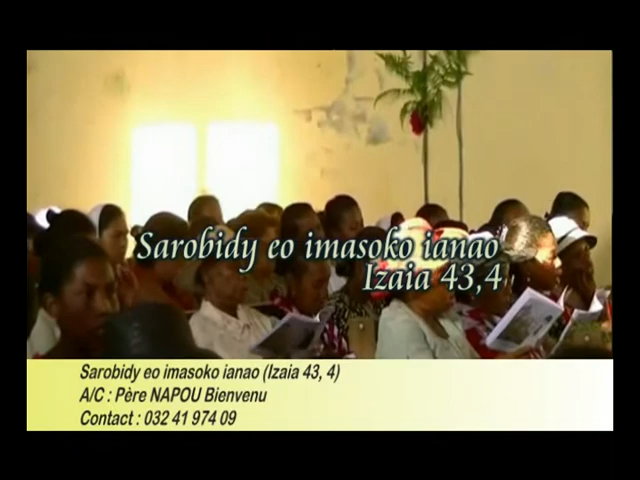 Sarobidy eo imasoko ianao
Izaia 43,4
Sarobidy eo imasoko ianao (Izaia 43, 4)
A/C : Père NAPOU Bienvenu
Contact : 032 41 974 09